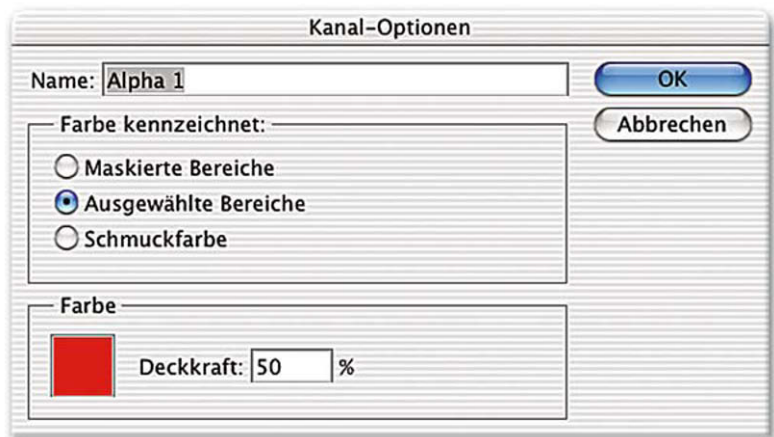 Kanal-Optionen
Name: Alpha 1
OK
Abbrechen
Farbe kennzeichnet:
Maskierte Bereiche
Ausgewählte Bereiche
Schmuckfarbe
Farbe
Deckkraft: 50 %